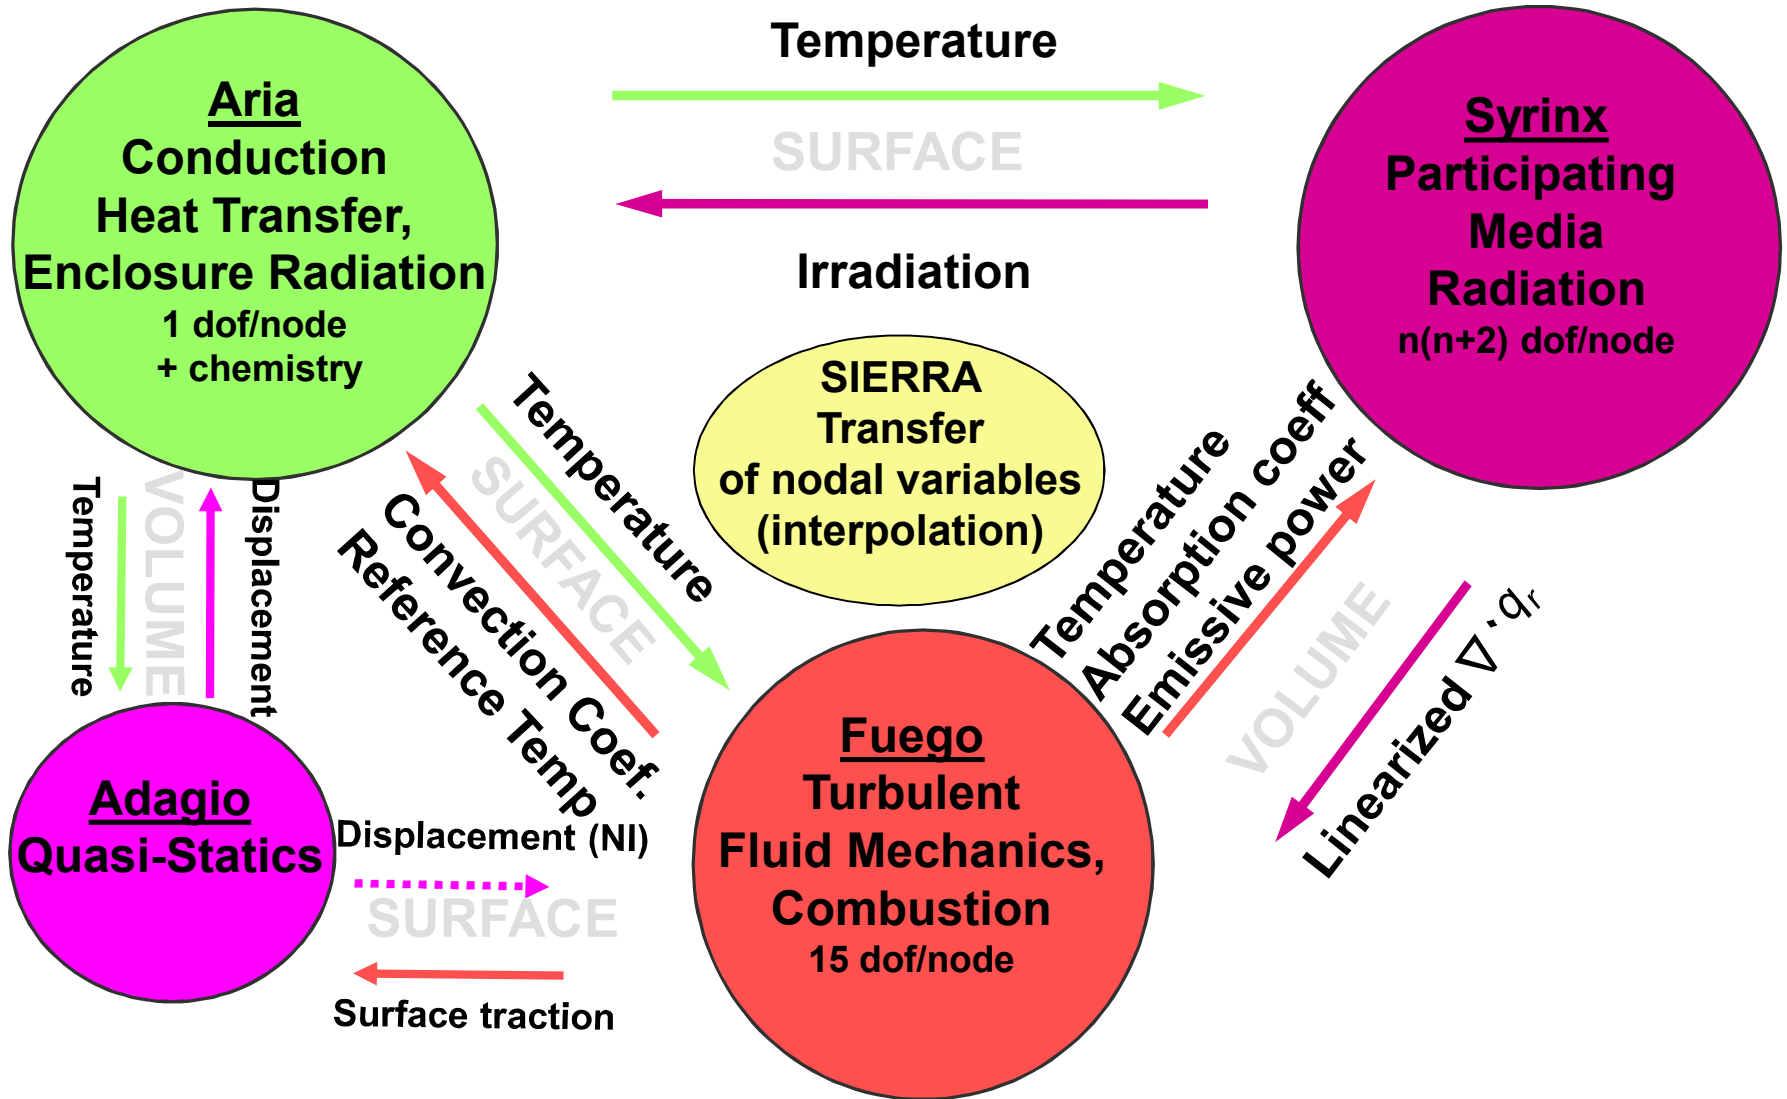 Temperature
SURFACE
Irradiation
Aria
Conduction
Heat Transfer,
Enclosure Radiation
1 dof/node
+ chemistry
Syrinx
Participating
Media
Radiation
n(n+2) dof/node
SIERRA
Transfer
of nodal variables
(interpolation)
Temperature
VOLUME
Displacement
Temperature
SURFACE
Convection Coef.
Reference Temp
Temperature
Absorption coeff
Emissive power
VOLUME
Linearized ∇·qᵣ
Adagio
Quasi-Statics
Displacement (NI)
SURFACE
Surface traction
Fuego
Turbulent
Fluid Mechanics,
Combustion
15 dof/node